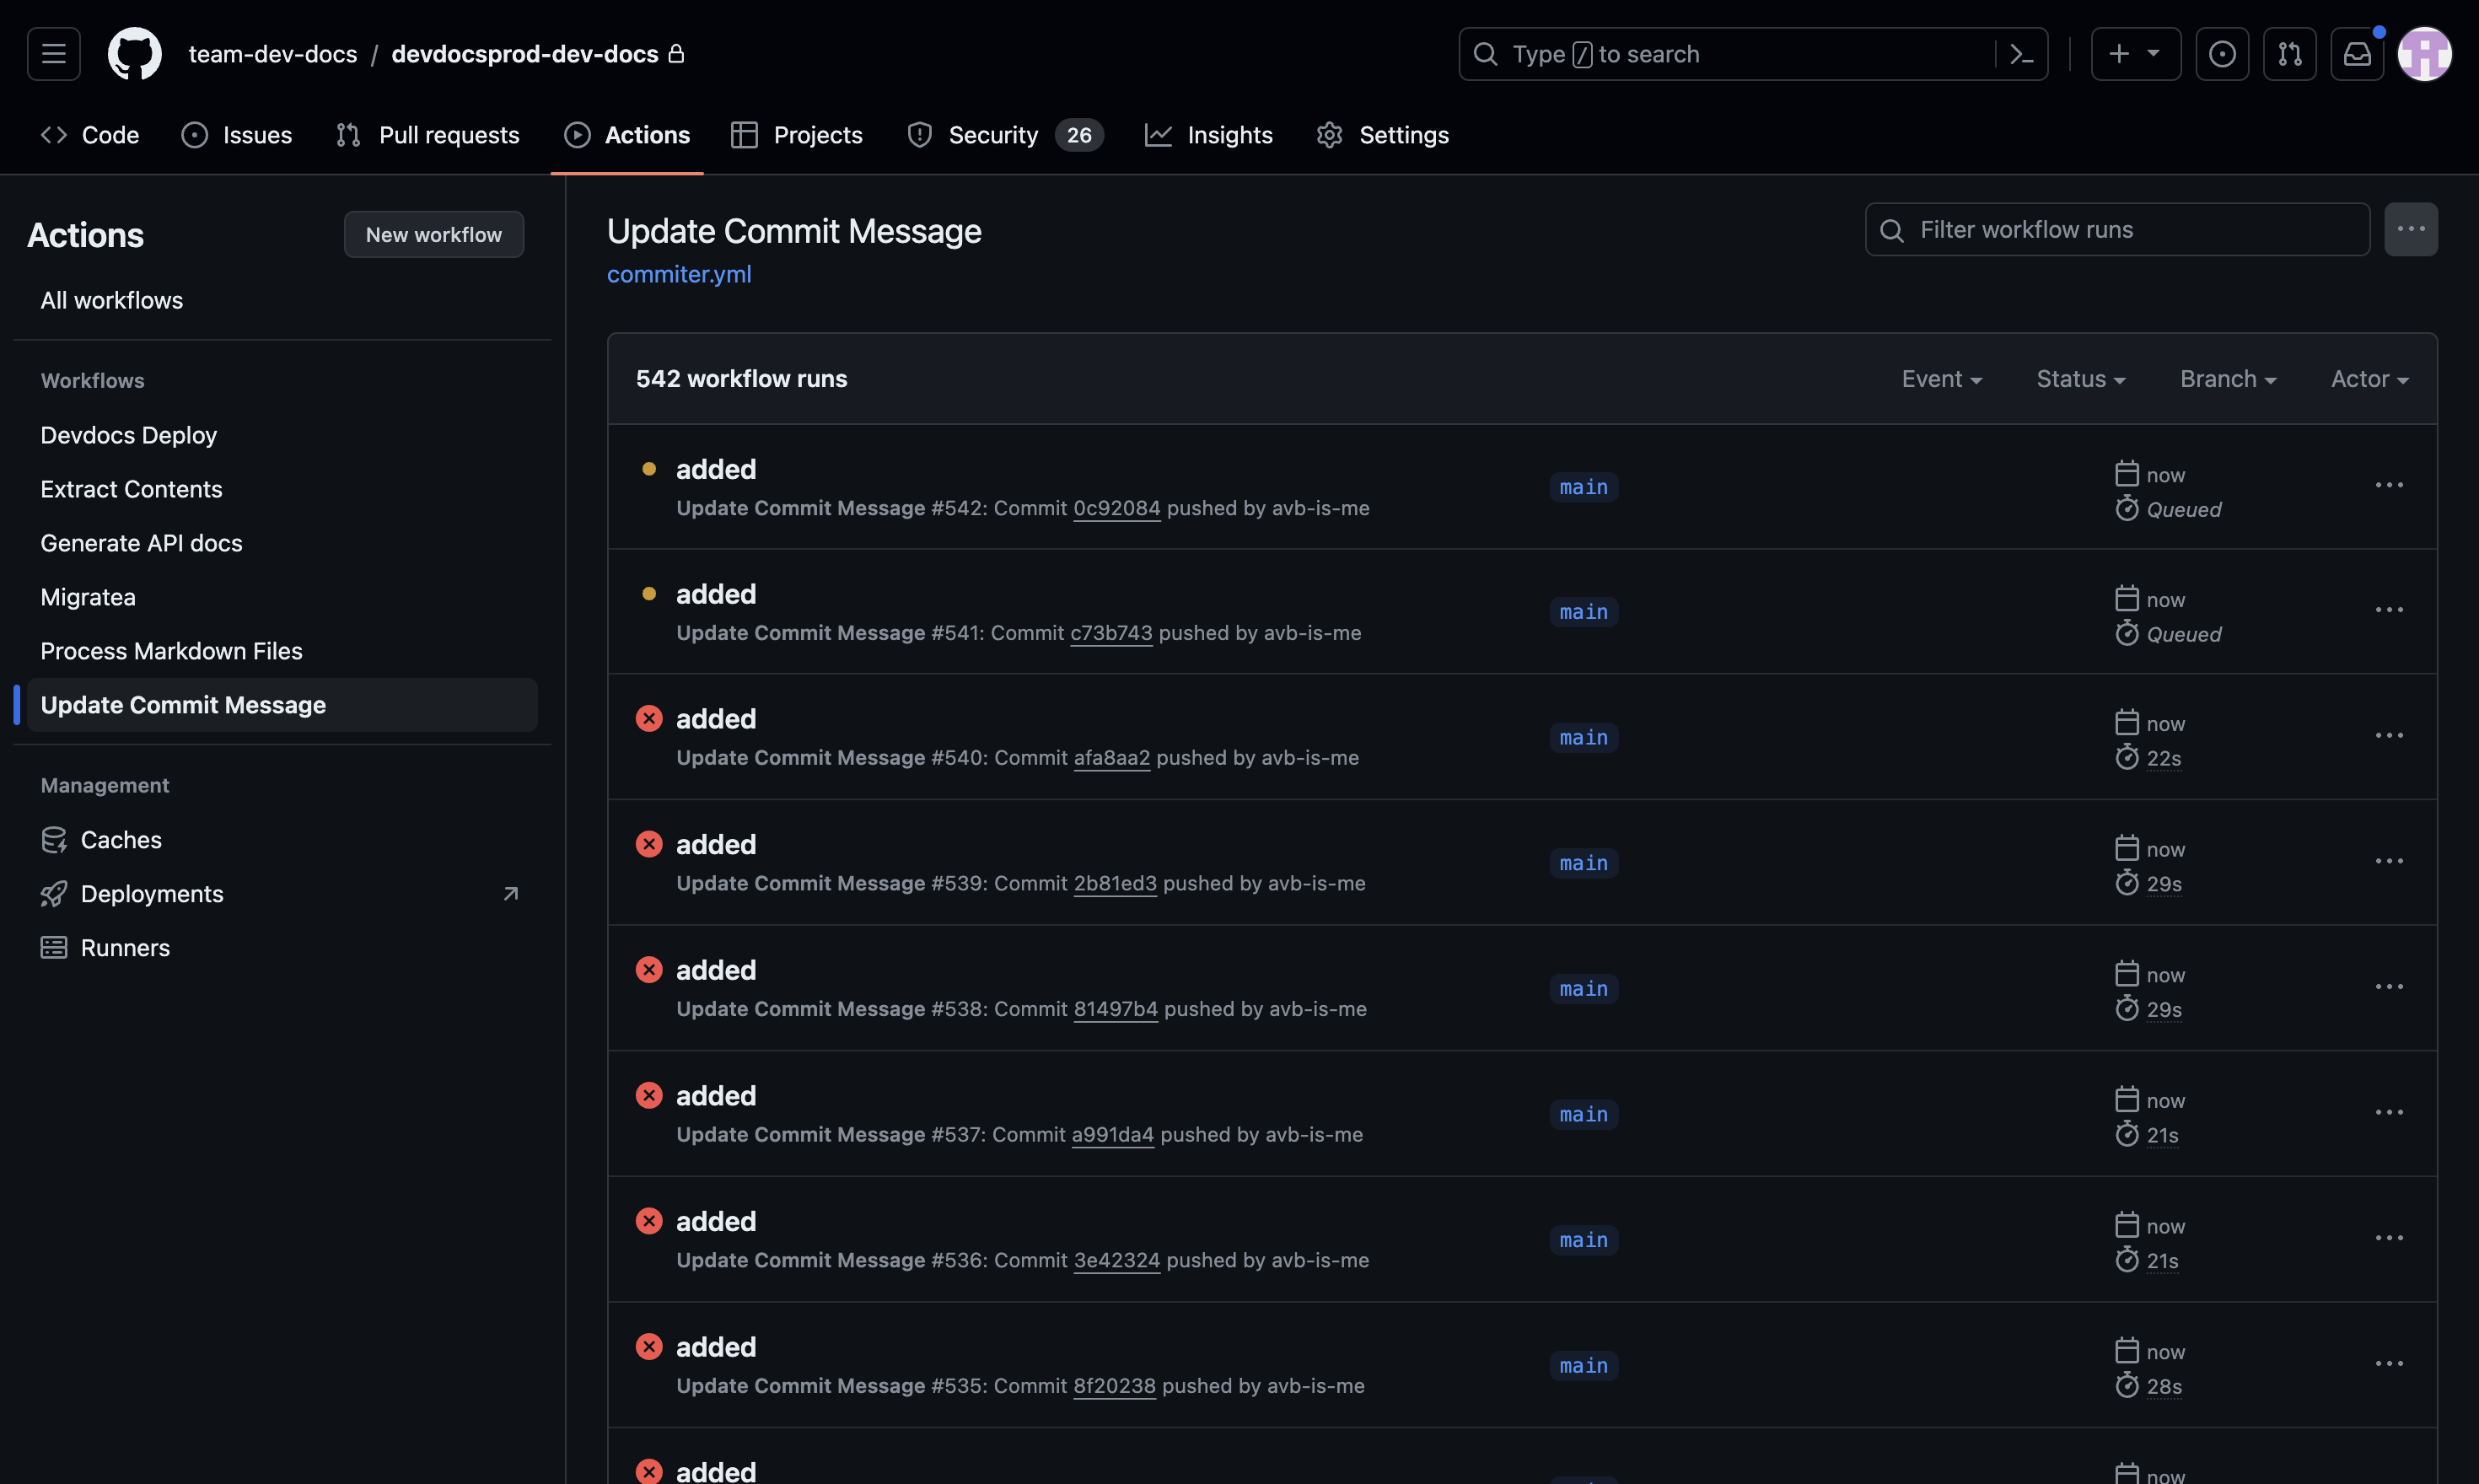 team-dev-docs / devdocsprod-dev-docs
Type / to search
Code
Issues
Pull requests
Actions
Projects
Security 26
Insights
Settings
Actions
New workflow
All workflows
Workflows
Devdocs Deploy
Extract Contents
Generate API docs
Migratea
Process Markdown Files
Update Commit Message
Management
Caches
Deployments
Runners
Update Commit Message
commiter.yml
Filter workflow runs
542 workflow runs
Event
Status
Branch
Actor
added
Update Commit Message #542: Commit 0c92084 pushed by avb-is-me
main
now
Queued
added
Update Commit Message #541: Commit c73b743 pushed by avb-is-me
main
now
Queued
added
Update Commit Message #540: Commit afa8aa2 pushed by avb-is-me
main
now
22s
added
Update Commit Message #539: Commit 2b81ed3 pushed by avb-is-me
main
now
29s
added
Update Commit Message #538: Commit 81497b4 pushed by avb-is-me
main
now
29s
added
Update Commit Message #537: Commit a991da4 pushed by avb-is-me
main
now
21s
added
Update Commit Message #536: Commit 3e42324 pushed by avb-is-me
main
now
21s
added
Update Commit Message #535: Commit 8f20238 pushed by avb-is-me
main
now
28s
added
now